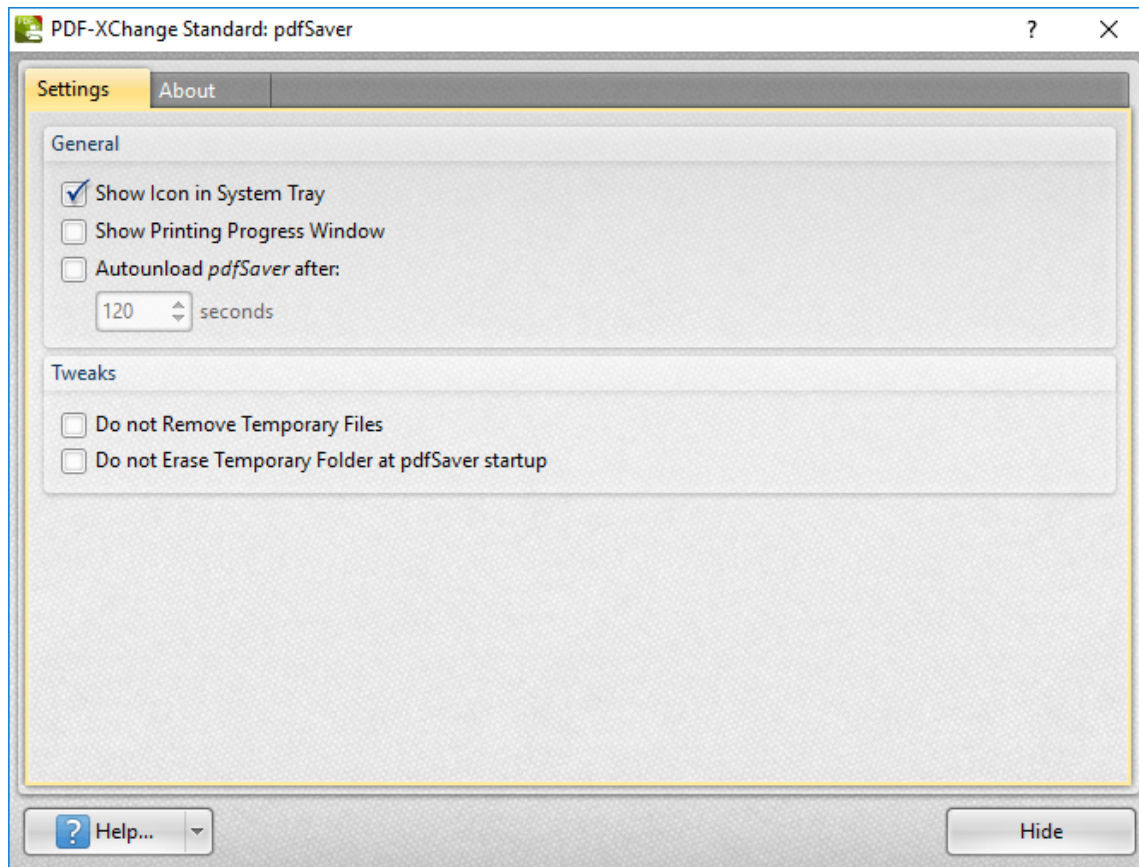 PDF-XChange Standard: pdfSaver
Settings About
General
Show Icon in System Tray
Show Printing Progress Window
Autounload pdfSaver after:
120 seconds
Tweaks
Do not Remove Temporary Files
Do not Erase Temporary Folder at pdfSaver startup
Help... Hide